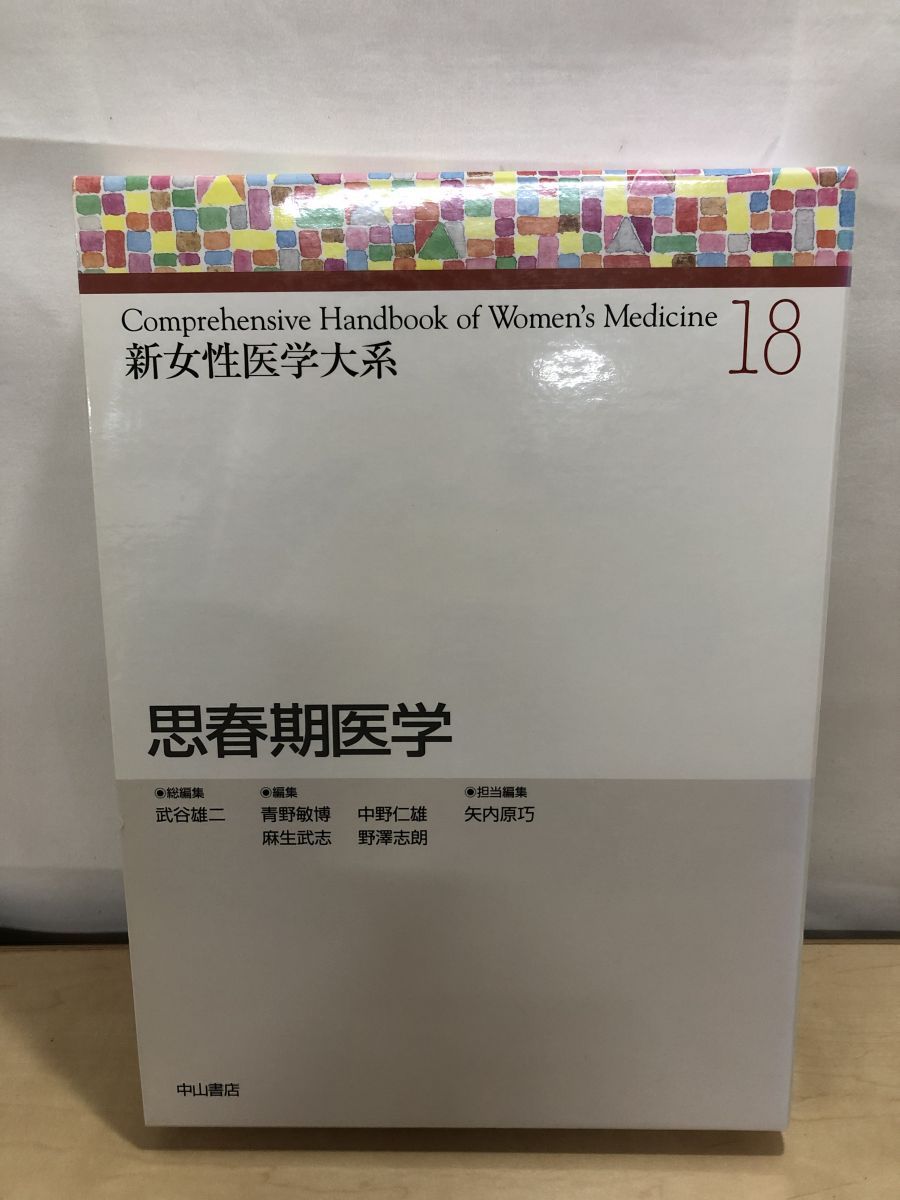 Comprehensive Handbook of Women's Medicine
新女性医学大系
18
思春期医学
◉総編集 ◉編集 ◉担当編集
武谷雄二 青野敏博 中野仁雄 矢内原巧
麻生武志 野澤志朗
中山書店